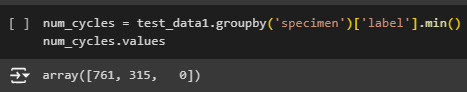 [ ] num_cycles = test_data1.groupby('specimen')['label'].min()
num_cycles.values
array([761, 315,   0])